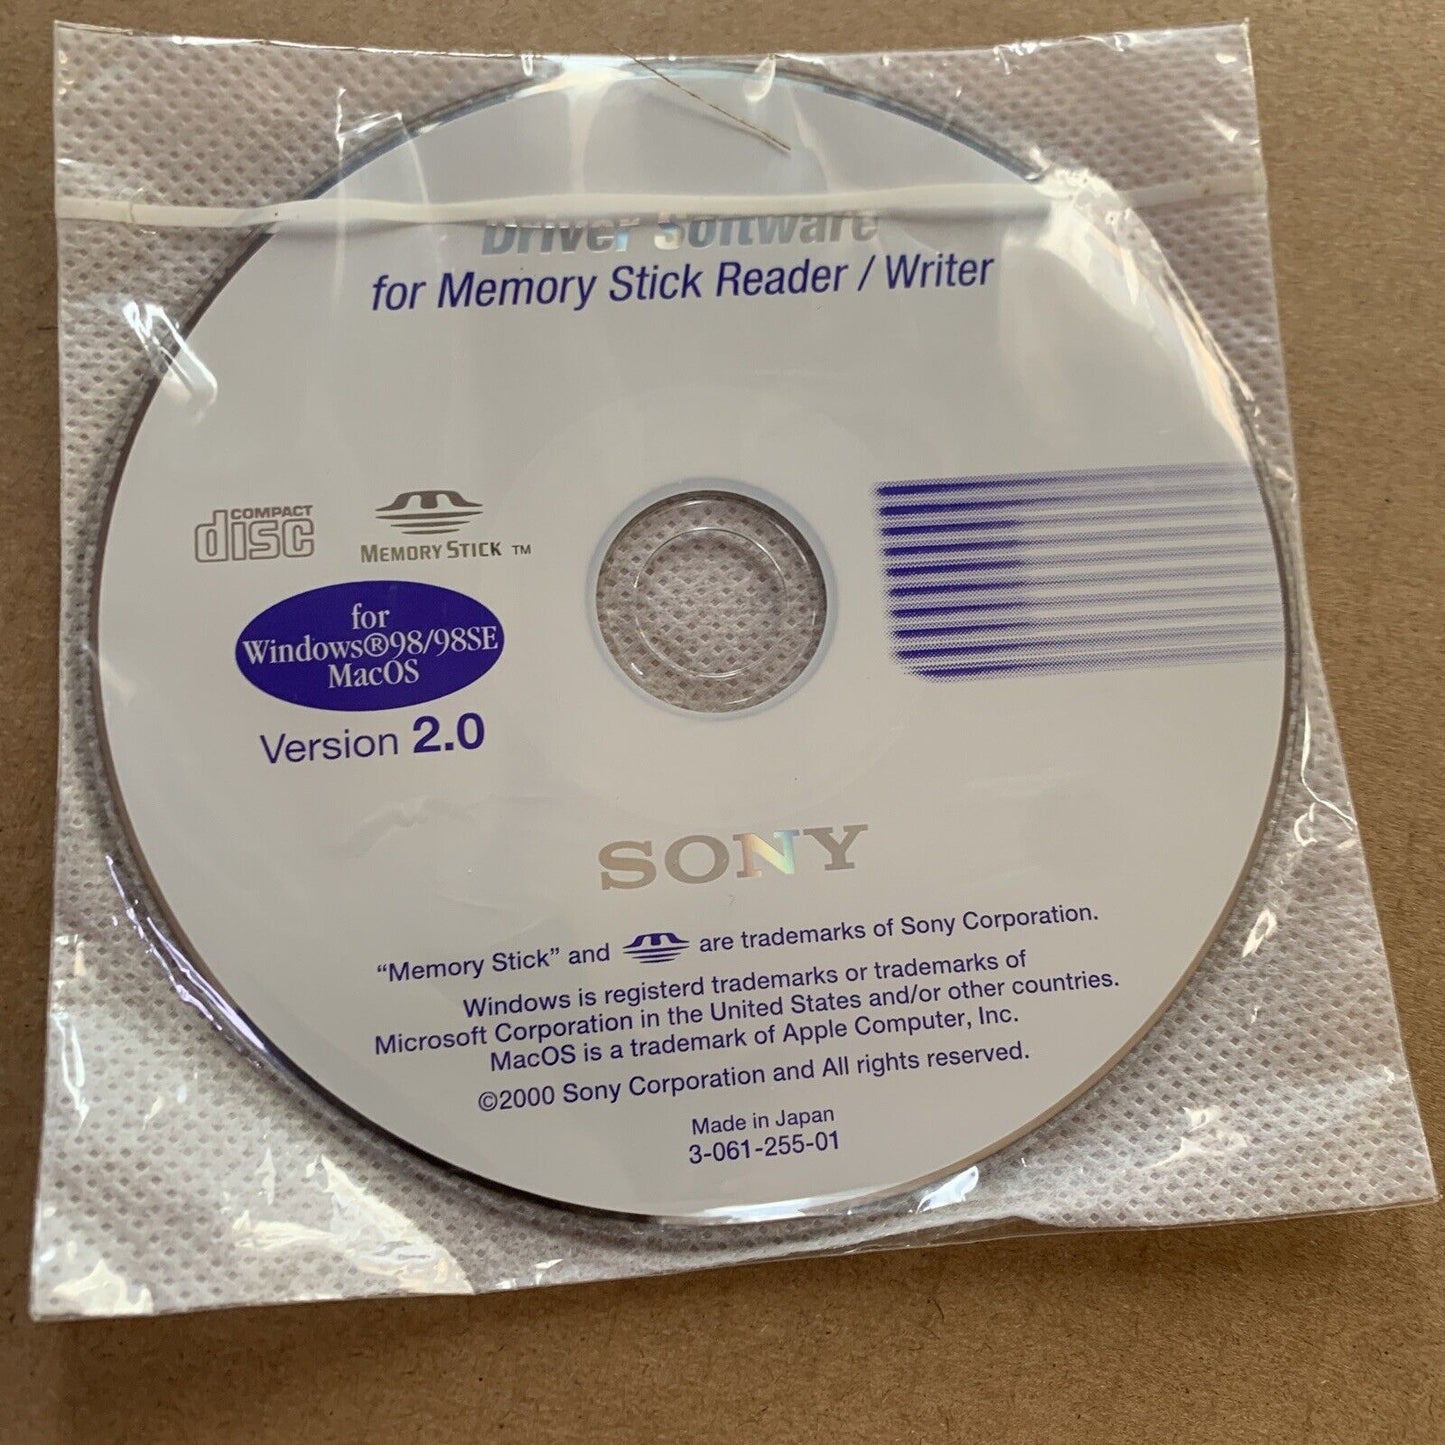 Driver Software
for Memory Stick Reader / Writer
COMPACT
disc
MEMORY STICK ™
for
Windows®98/98SE
MacOS
Version 2.0
SONY
“Memory Stick” and are trademarks of Sony Corporation.
Windows is registerd trademarks or trademarks of
Microsoft Corporation in the United States and/or other countries.
MacOS is a trademark of Apple Computer, Inc.
©2000 Sony Corporation and All rights reserved.
Made in Japan
3-061-255-01